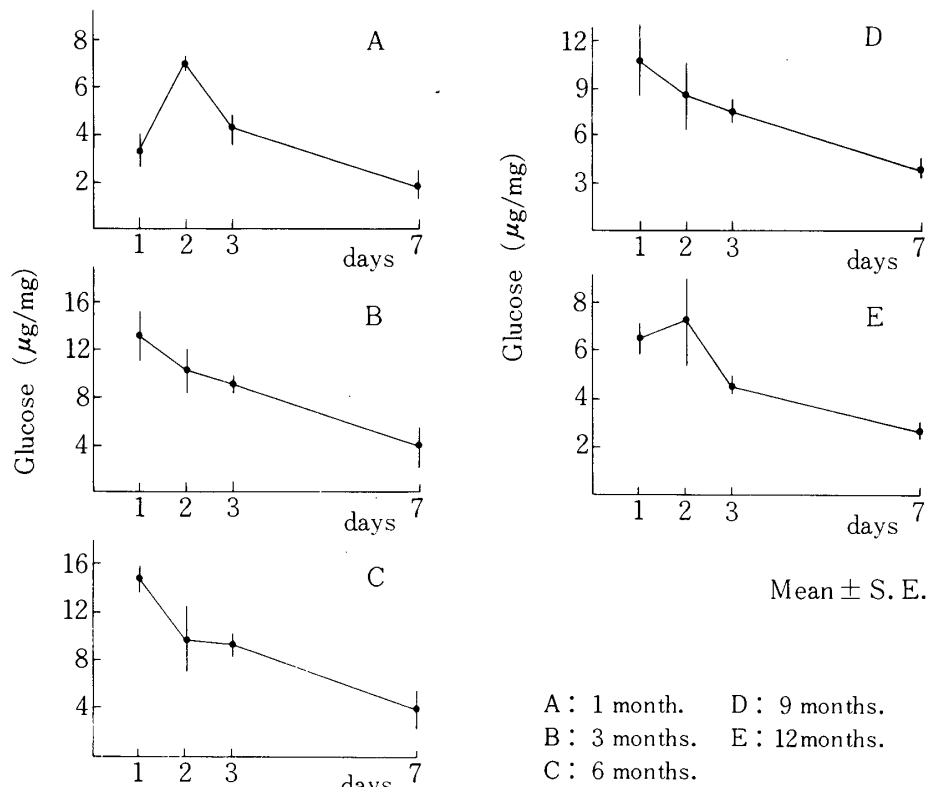 Glucose (μg/mg)
A
8
6
4
2
1 2 3 7
days
B
16
12
8
4
1 2 3 7
days
C
16
12
8
4
1 2 3 7
days
Glucose (μg/mg)
D
12
9
6
3
1 2 3 7
days
E
8
6
4
2
1 2 3 7
days
Mean ± S. E.
A : 1 month. D : 9 months.
B : 3 months. E : 12months.
C : 6 months.